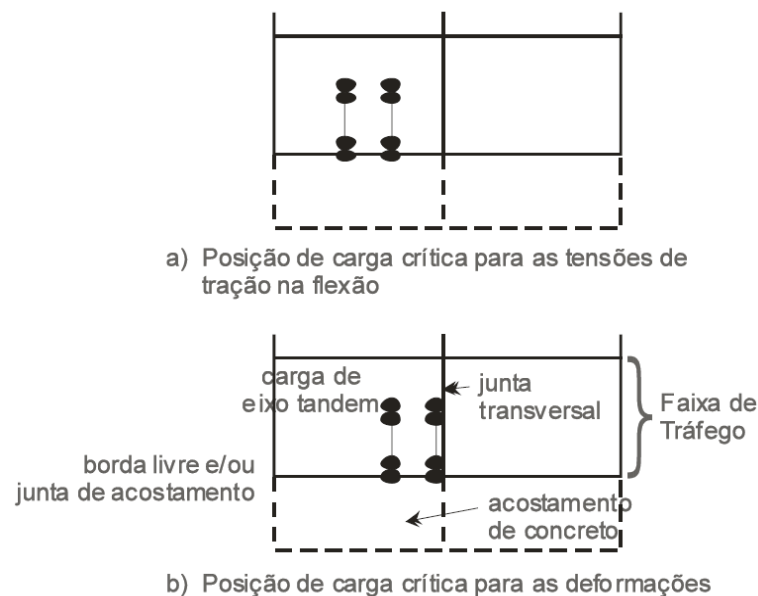 a) Posição de carga crítica para as tensões de
tração na flexão
carga de
eixo tandem
junta
transversal
Faixa de
Tráfego
borda livre e/ou
junta de acostamento
acostamento
de concreto
b) Posição de carga crítica para as deformações